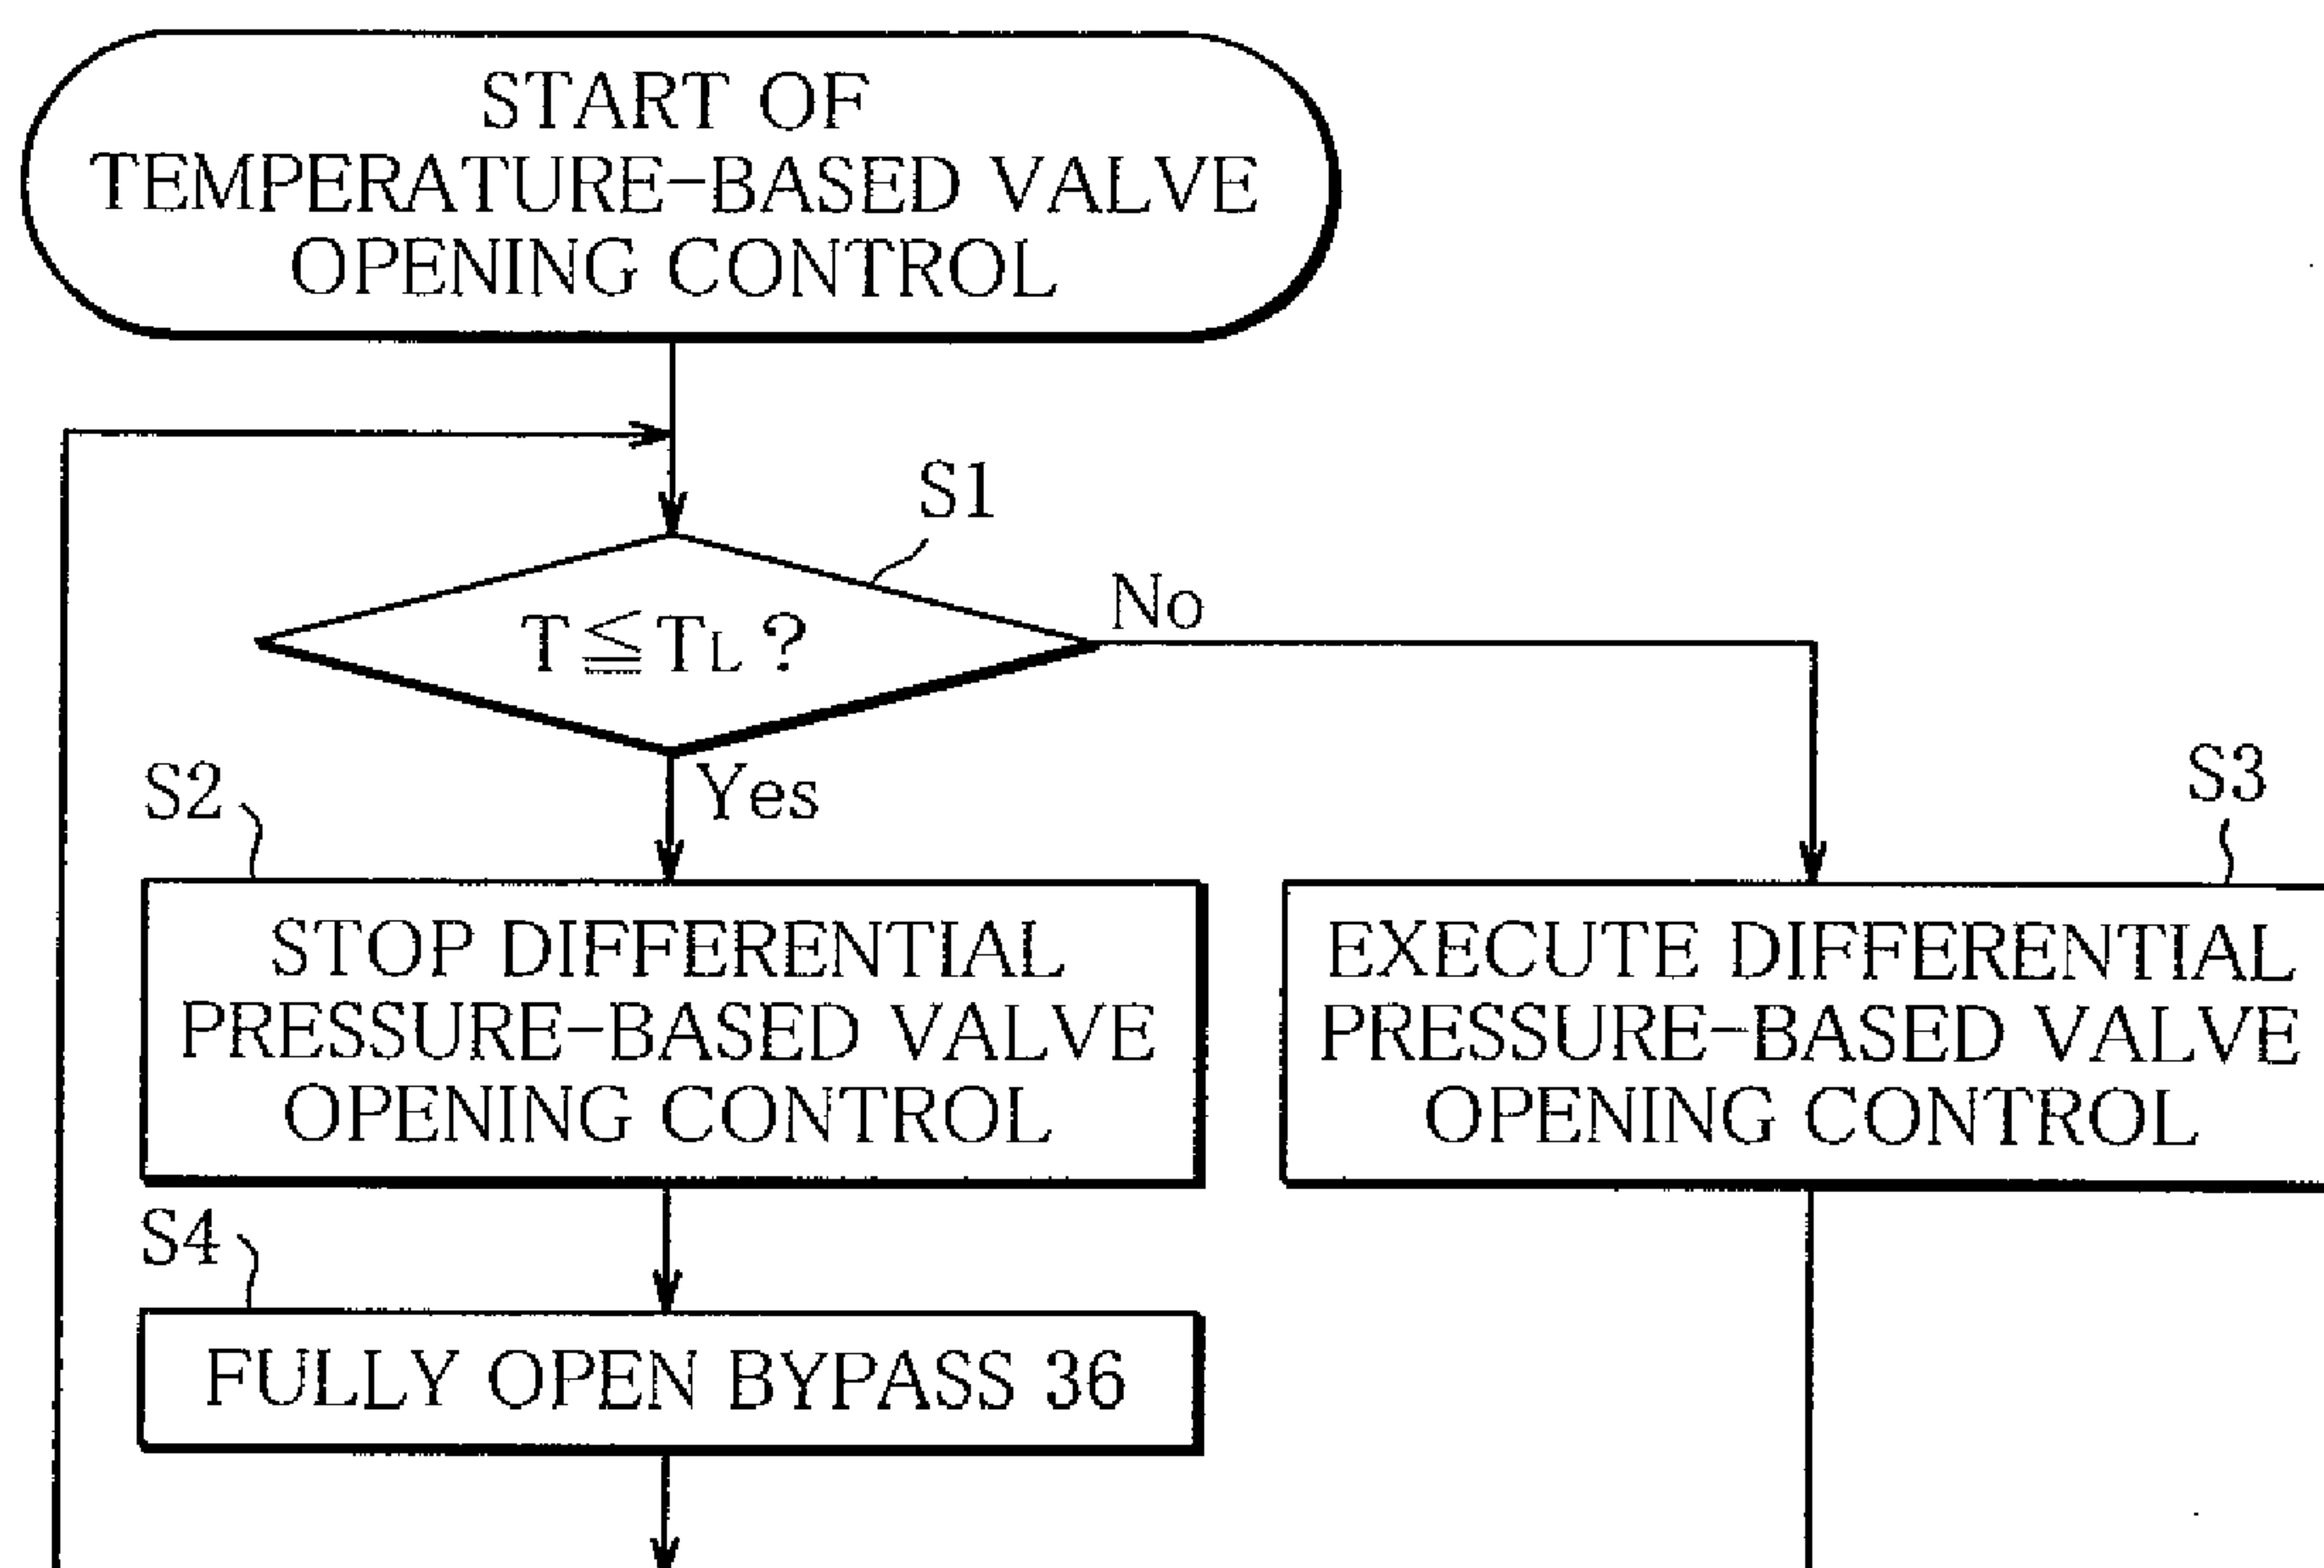 START OF
TEMPERATURE-BASED VALVE
OPENING CONTROL
S1
T≦TL ?
No
Yes
S2
STOP DIFFERENTIAL
PRESSURE-BASED VALVE
OPENING CONTROL
S3
EXECUTE DIFFERENTIAL
PRESSURE-BASED VALVE
OPENING CONTROL
S4
FULLY OPEN BYPASS 36